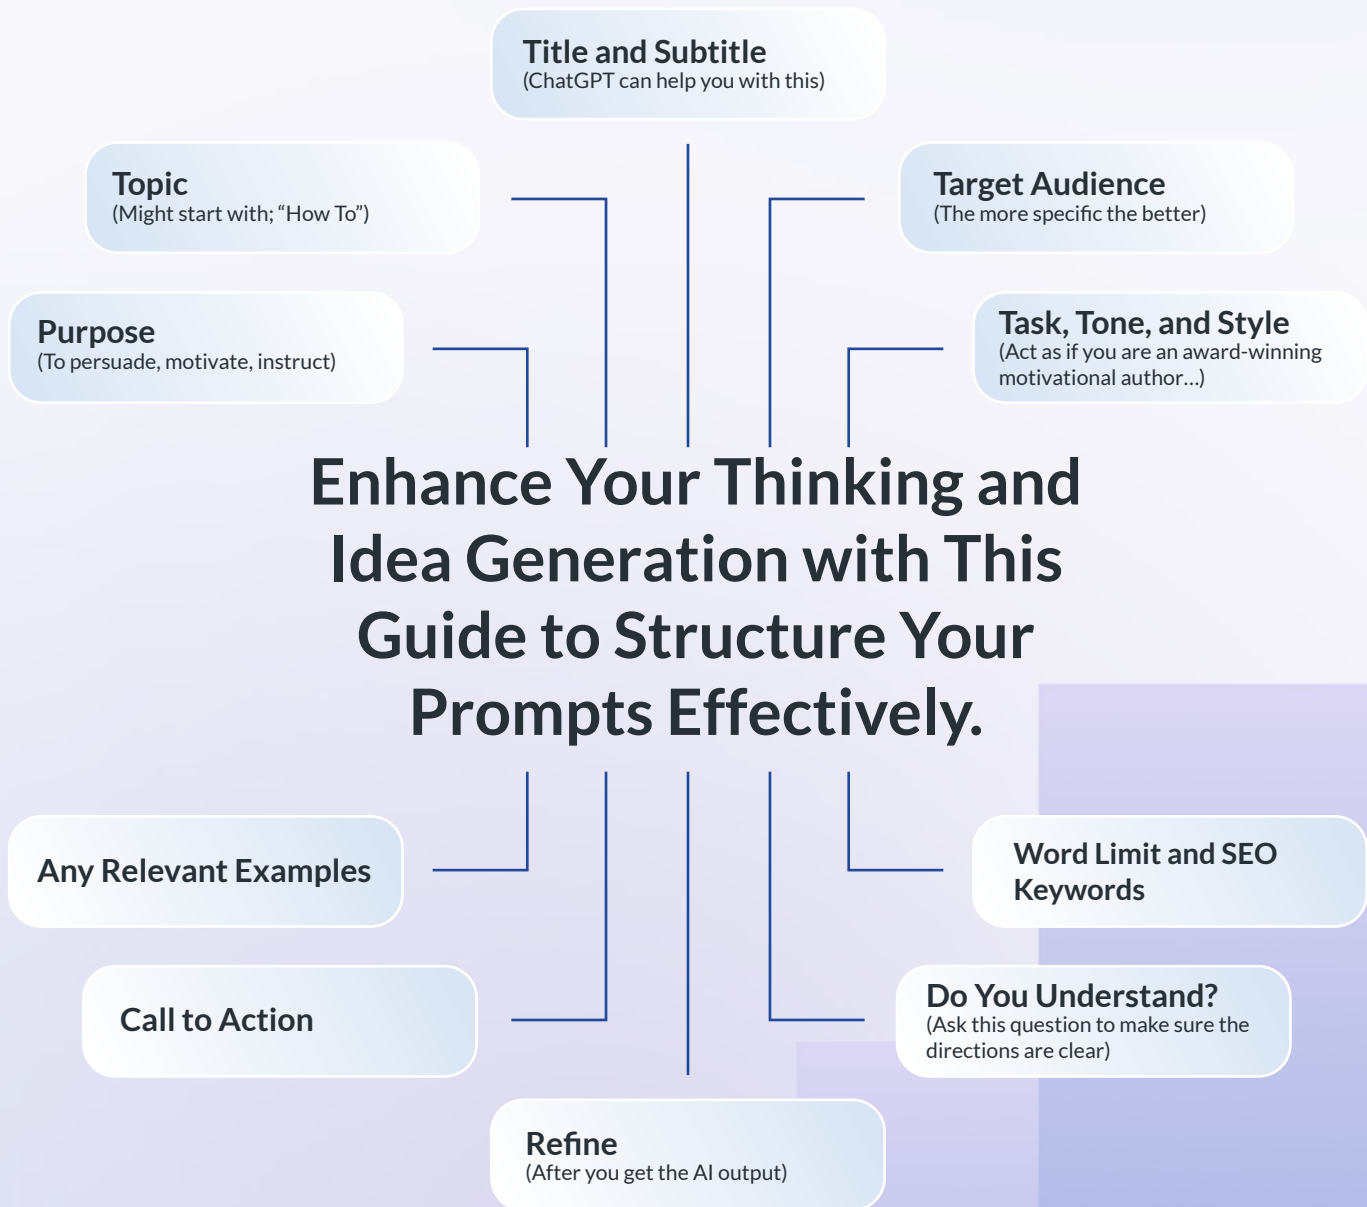 Title and Subtitle
(ChatGPT can help you with this)
Topic
(Might start with; “How To”)
Target Audience
(The more specific the better)
Purpose
(To persuade, motivate, instruct)
Task, Tone, and Style
(Act as if you are an award-winning
motivational author...)
Enhance Your Thinking and
Idea Generation with This
Guide to Structure Your
Prompts Effectively.
Any Relevant Examples
Word Limit and SEO
Keywords
Call to Action
Do You Understand?
(Ask this question to make sure the
directions are clear)
Refine
(After you get the AI output)